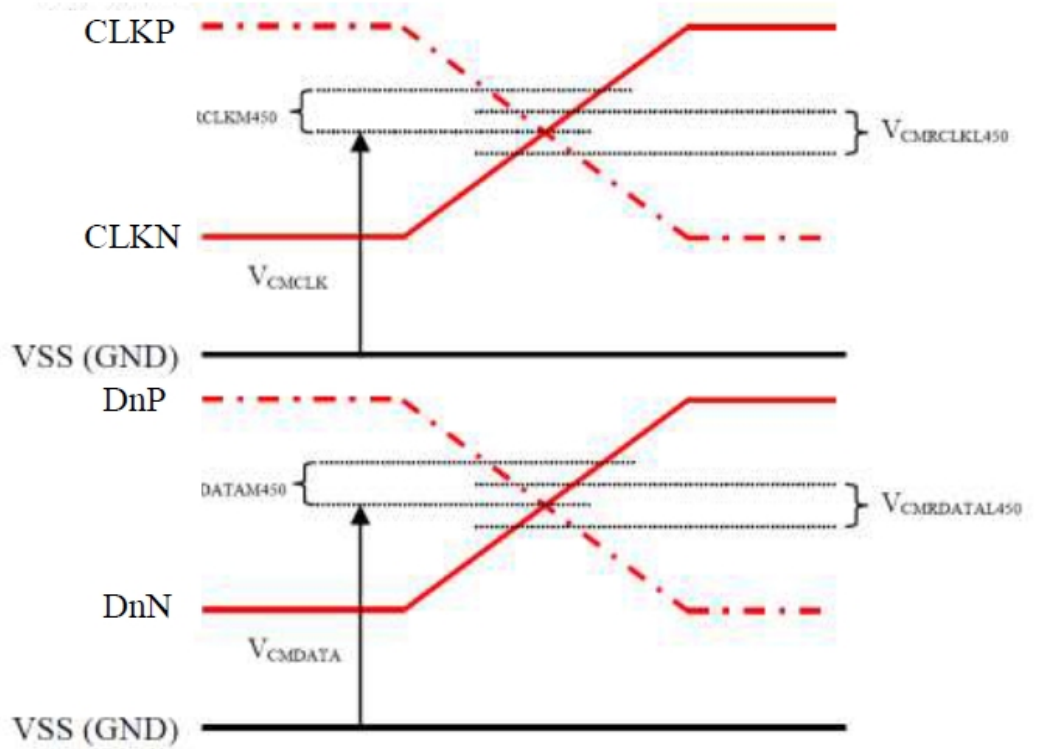 CLKP
RCLKM450
VCMRCLKL450
CLKN
VCMCLK
VSS (GND)
DnP
DATAM450
VCMRDATAL450
DnN
VCMDATA
VSS (GND)